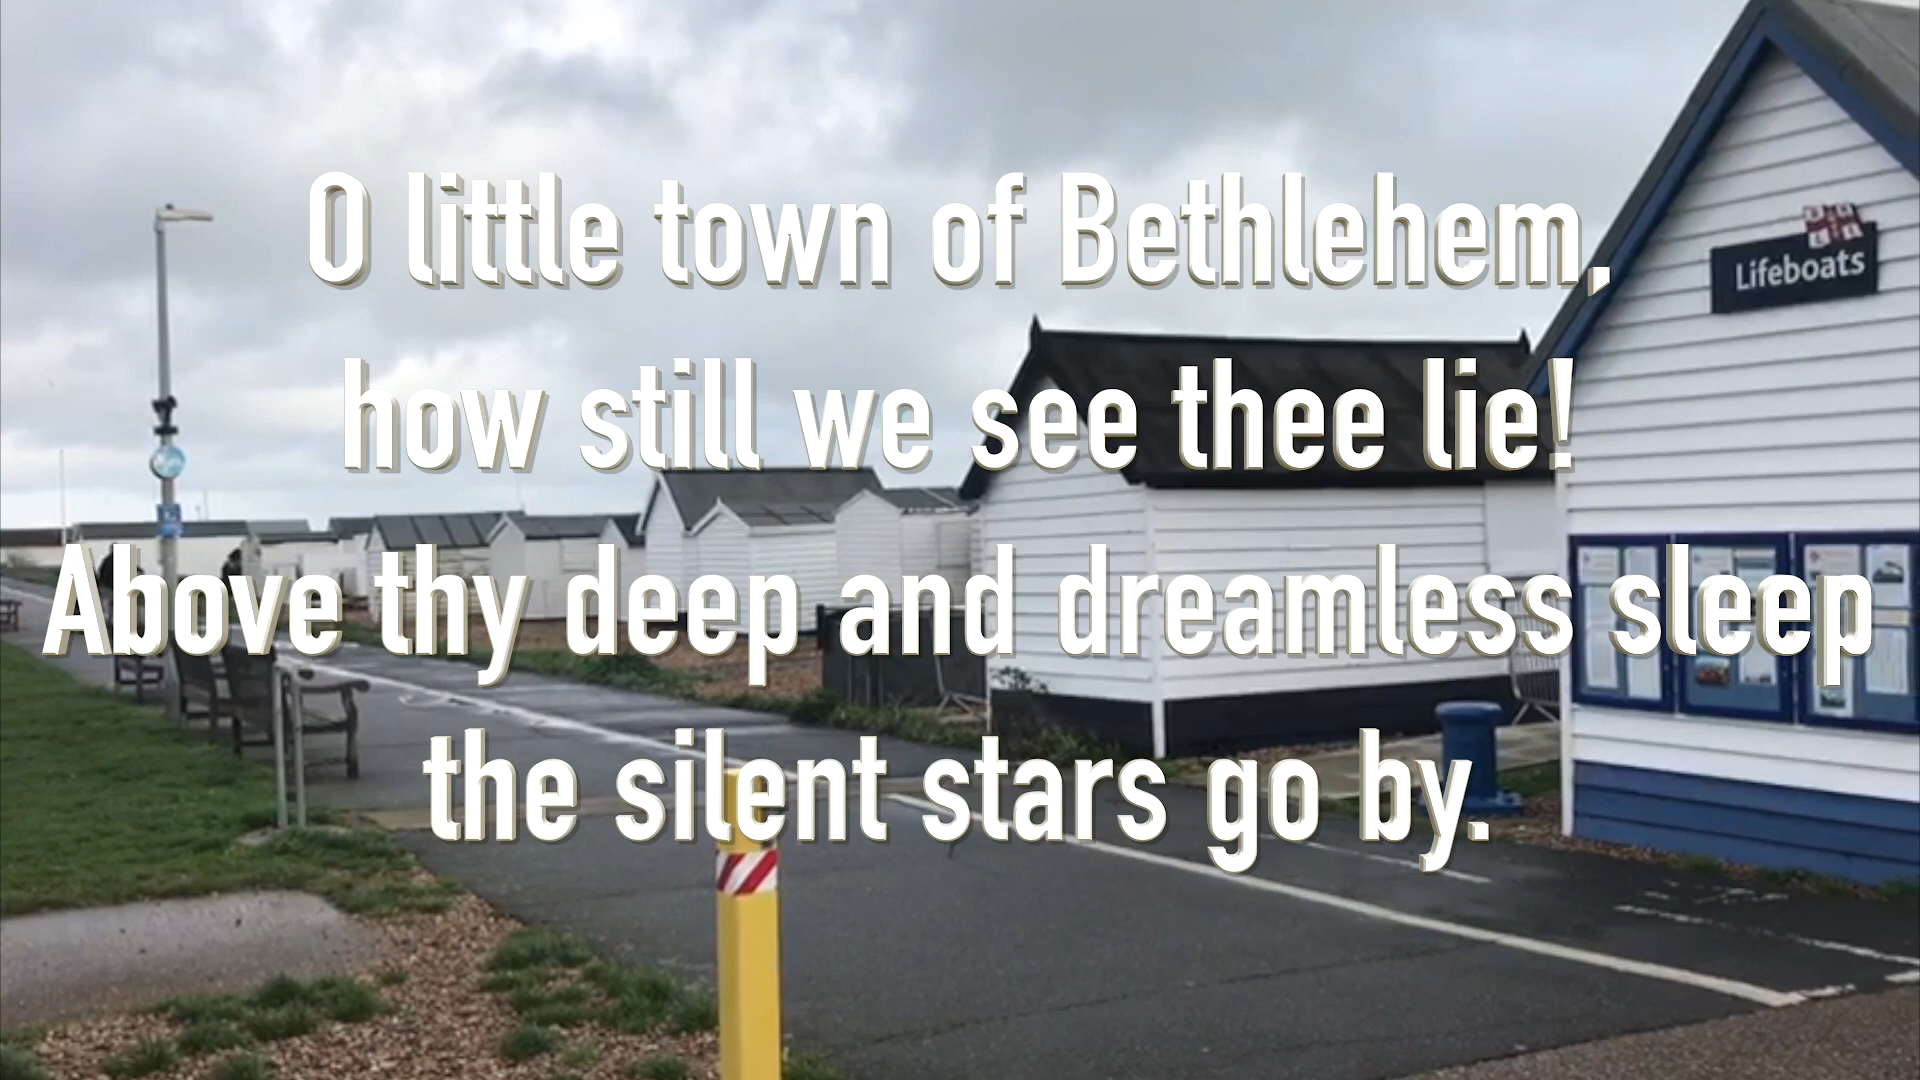 O little town of Bethlehem,
how still we see thee lie!
Above thy deep and dreamless sleep
the silent stars go by.
Lifeboats